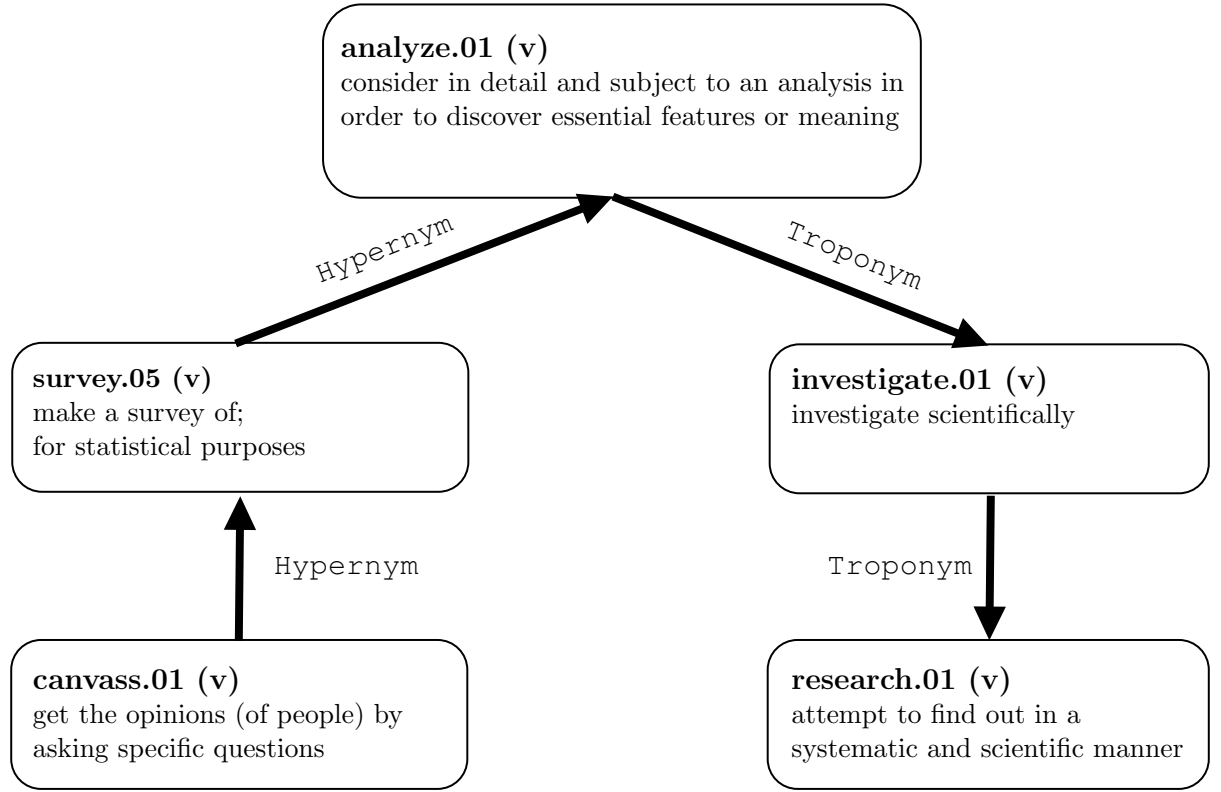 analyze.01 (v)
consider in detail and subject to an analysis in
order to discover essential features or meaning
Hypernym
Troponym
survey.05 (v)
make a survey of;
for statistical purposes
investigate.01 (v)
investigate scientifically
Hypernym
Troponym
canvass.01 (v)
get the opinions (of people) by
asking specific questions
research.01 (v)
attempt to find out in a
systematic and scientific manner